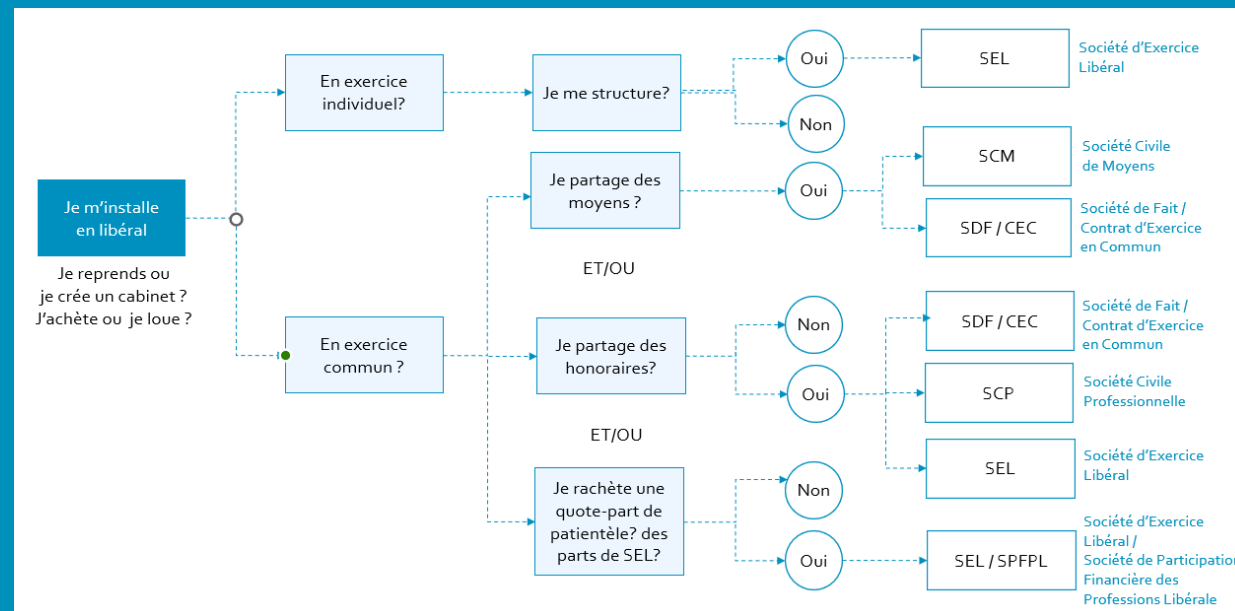 Je m'installe
en libéral
Je reprends ou
je crée un cabinet ?
J'achète ou je loue ?
En exercice
individuel?
Je me structure?
Oui
SEL
Société d'Exercice
Libéral
Non
En exercice
commun ?
Je partage des
moyens ?
Oui
SCM
Société Civile
de Moyens
SDF / CEC
Société de Fait /
Contrat d'Exercice
en Commun
ET/OU
Je partage des
honoraires?
Non
Oui
SDF / CEC
Société de Fait /
Contrat d'Exercice
en Commun
SCP
Société Civile
Professionnelle
SEL
Société d'Exercice
Libéral
ET/OU
Je rachète une
quote-part de
patientèle? des
parts de SEL?
Non
Oui
SEL / SPFPL
Société d'Exercice
Libéral /
Société de Participation
Financière des
Professions Libérale